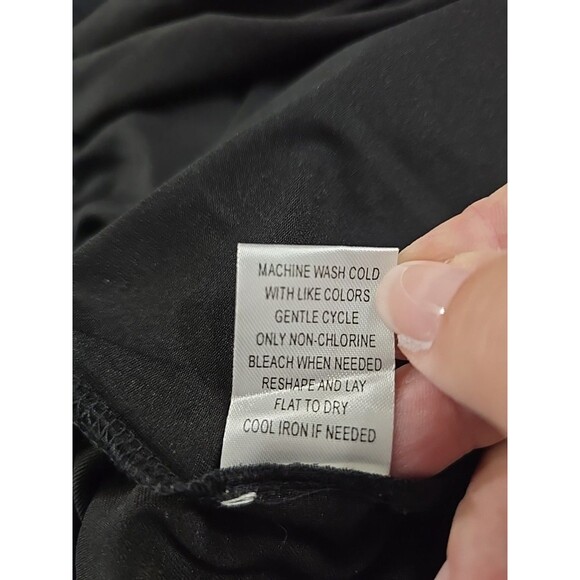 MACHINE WASH COLD
WITH LIKE COLORS
GENTLE CYCLE
ONLY NON-CHLORINE
BLEACH WHEN NEEDED
RESHAPE AND LAY
FLAT TO DRY
COOL IRON IF NEEDED